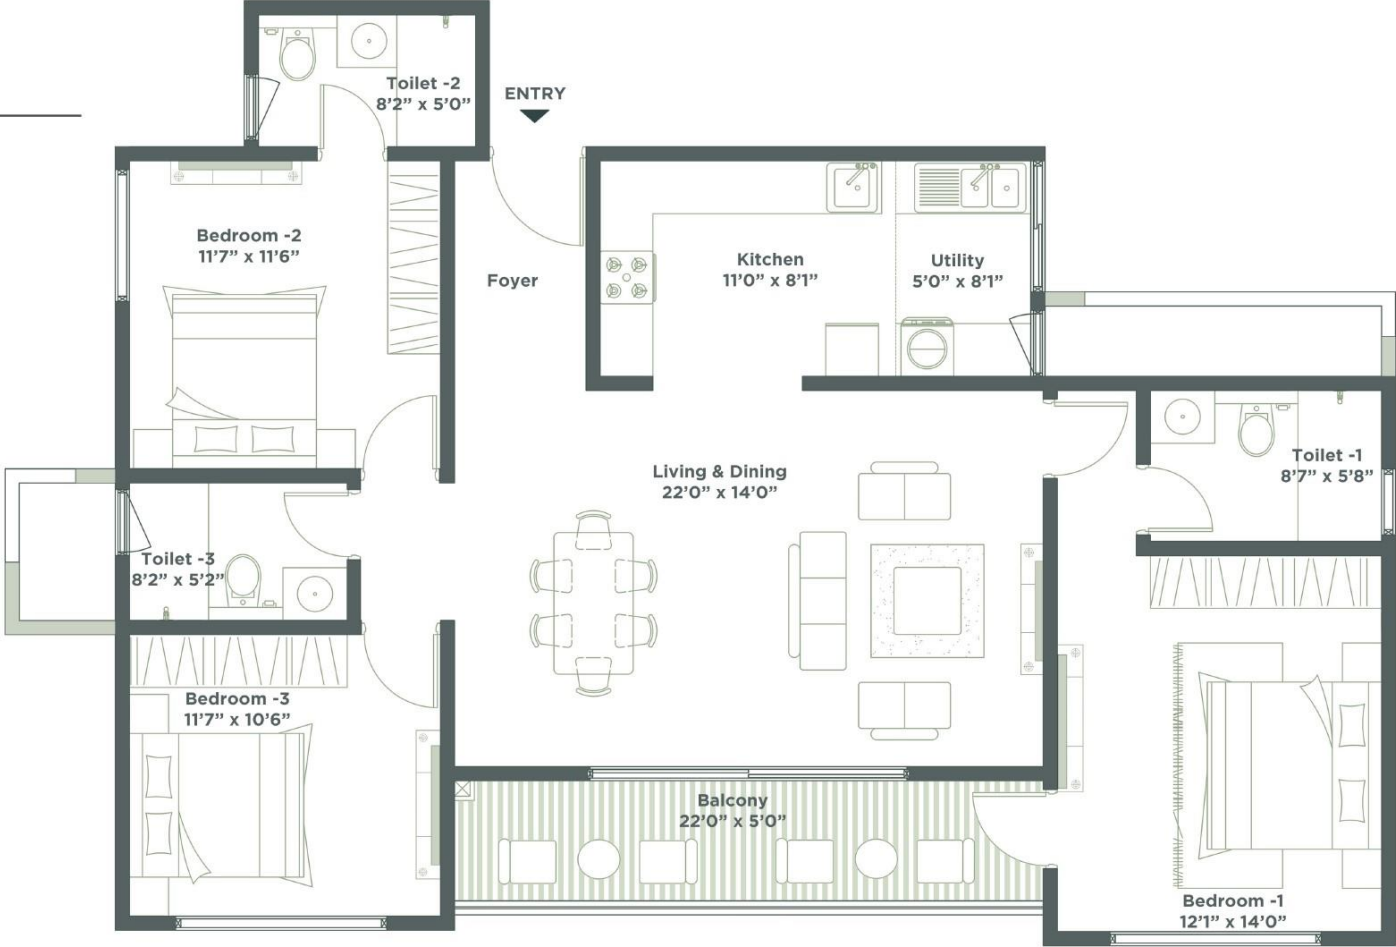 Toilet -2
8’2” x 5’0”
ENTRY
Bedroom -2
11’7” x 11’6”
Foyer
Kitchen
11’0” x 8’1”
Utility
5’0” x 8’1”
Living & Dining
22’0” x 14’0”
Toilet -1
8’7” x 5’8”
Toilet -3
8’2” x 5’2”
Bedroom -3
11’7” x 10’6”
Balcony
22’0” x 5’0”
Bedroom -1
12’1” x 14’0”